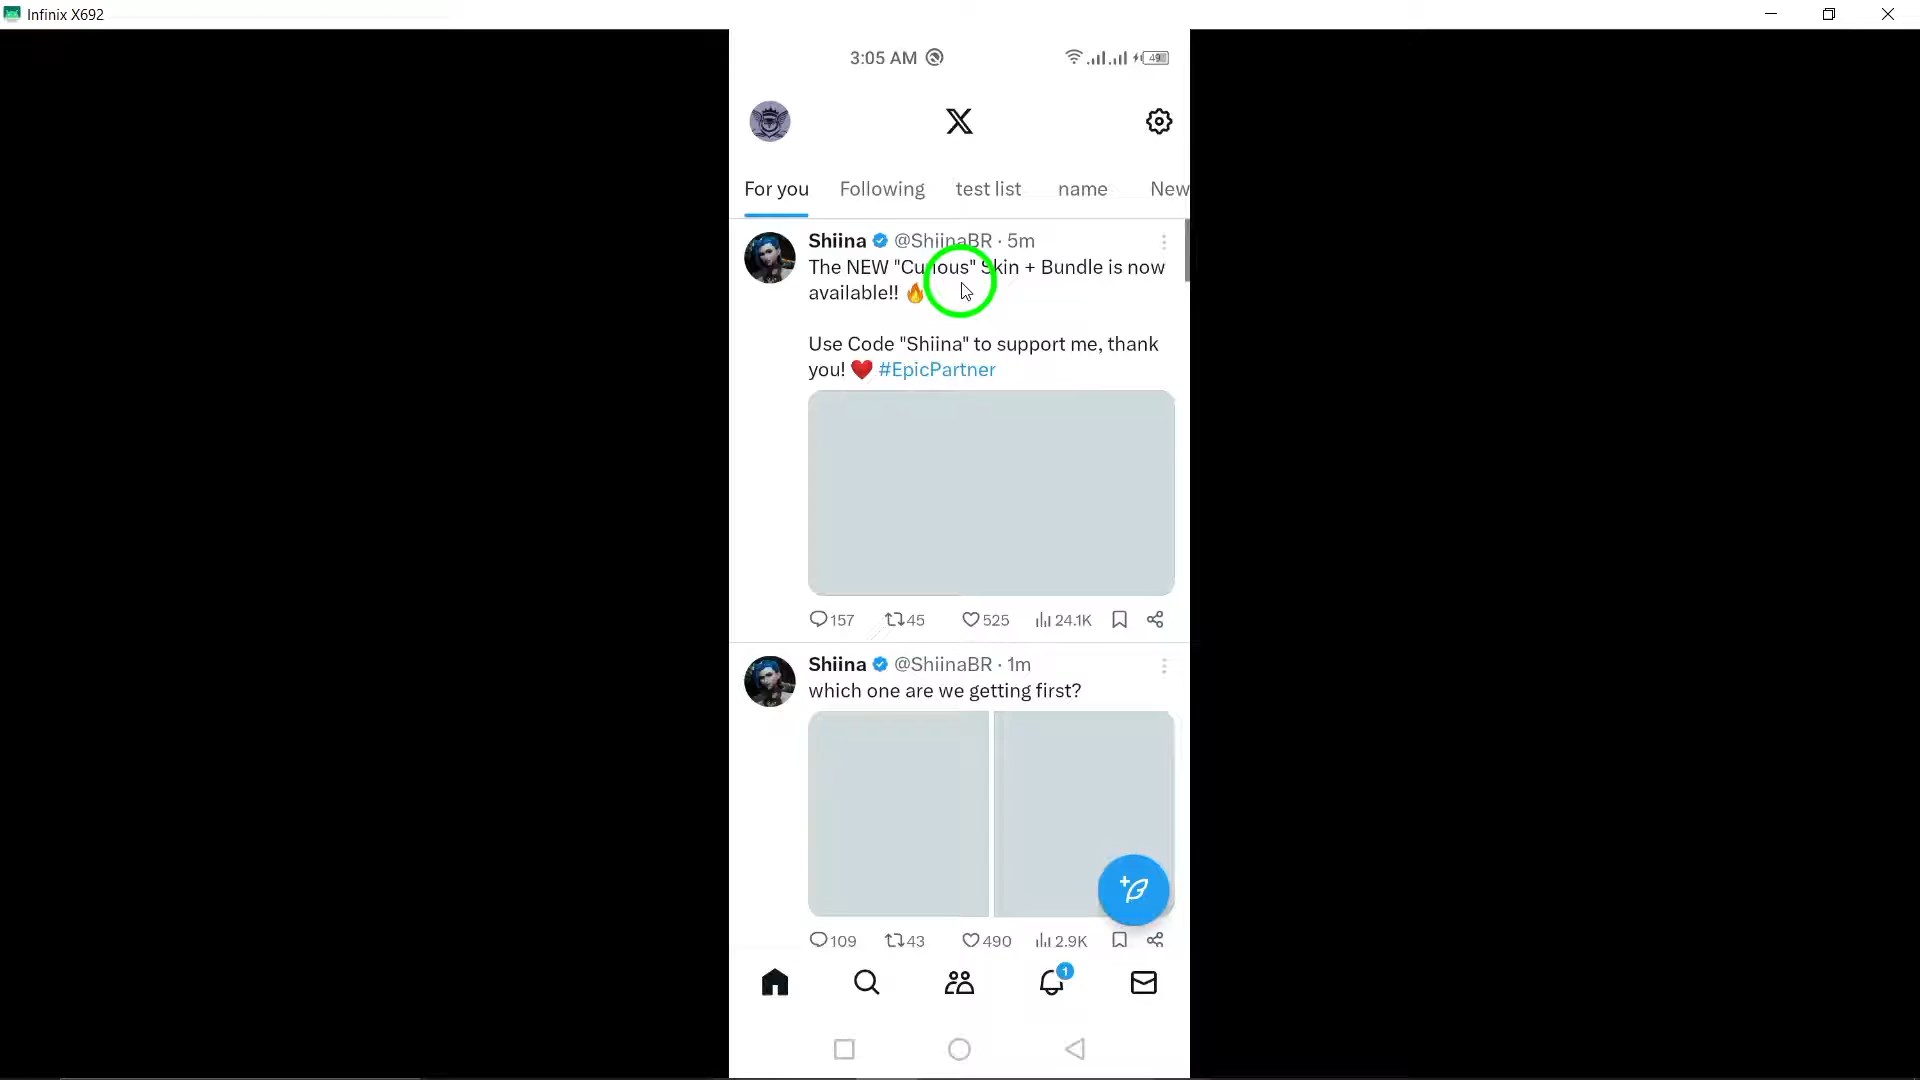 Infinix X692
3:05 AM
49
For you Following test list name New
Shiina @ShiinaBR · 5m
The NEW "Curious" Skin + Bundle is now
available!! 🔥
Use Code "Shiina" to support me, thank
you! ❤️ #EpicPartner
157 45 525 24.1K
Shiina @ShiinaBR · 1m
which one are we getting first?
109 43 490 2.9K
1